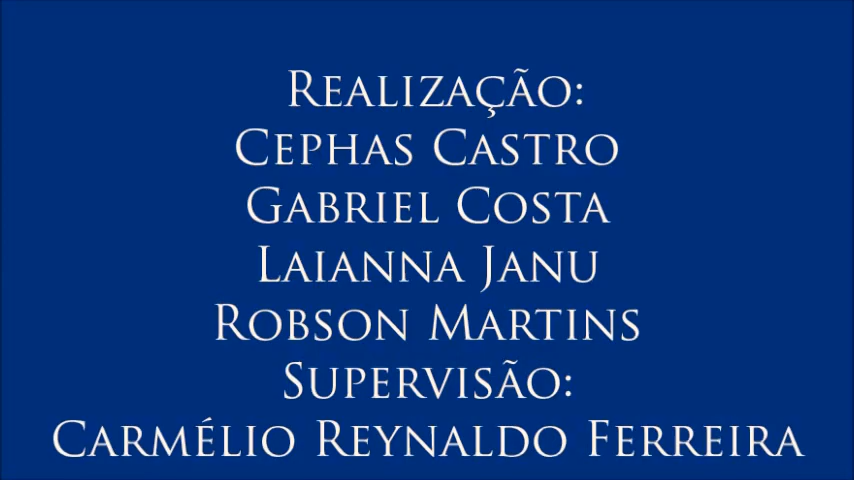 Realização:
Cephas Castro
Gabriel Costa
Laianna Janu
Robson Martins
Supervisão:
Carmélio Reynaldo Ferreira